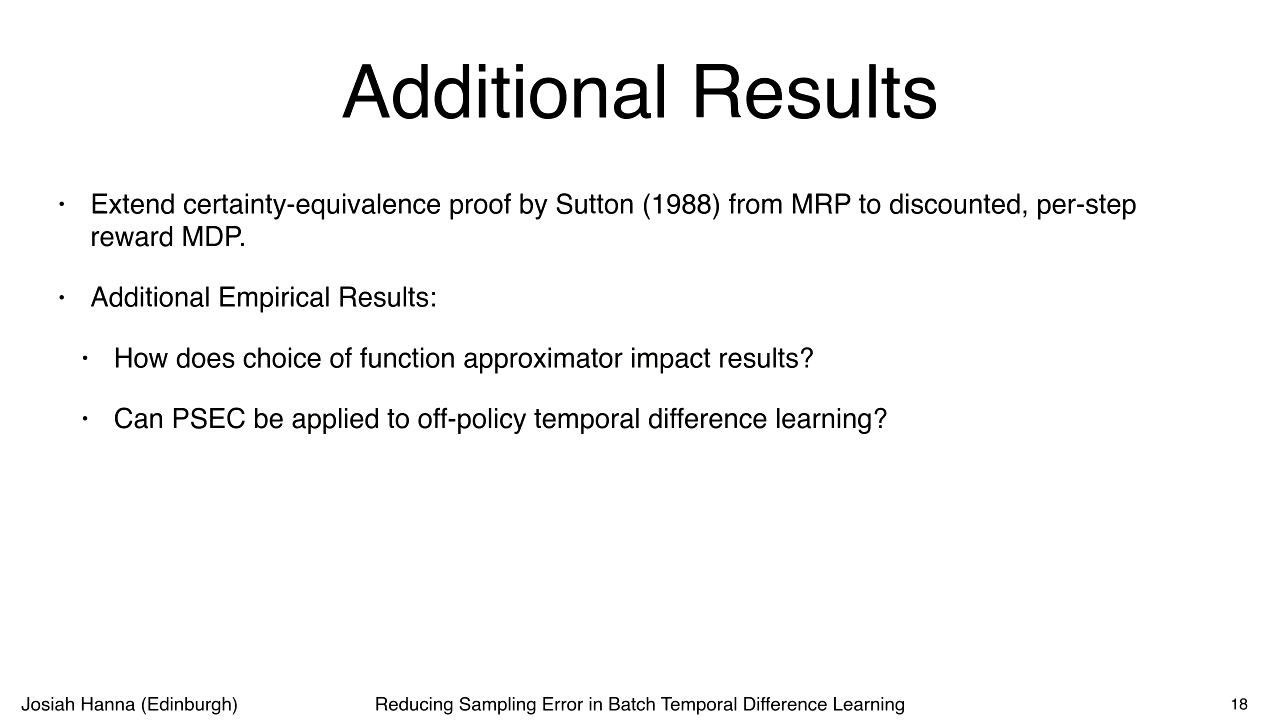 Additional Results
• Extend certainty-equivalence proof by Sutton (1988) from MRP to discounted, per-step
reward MDP.
• Additional Empirical Results:
• How does choice of function approximator impact results?
• Can PSEC be applied to off-policy temporal difference learning?
Josiah Hanna (Edinburgh)
Reducing Sampling Error in Batch Temporal Difference Learning
18